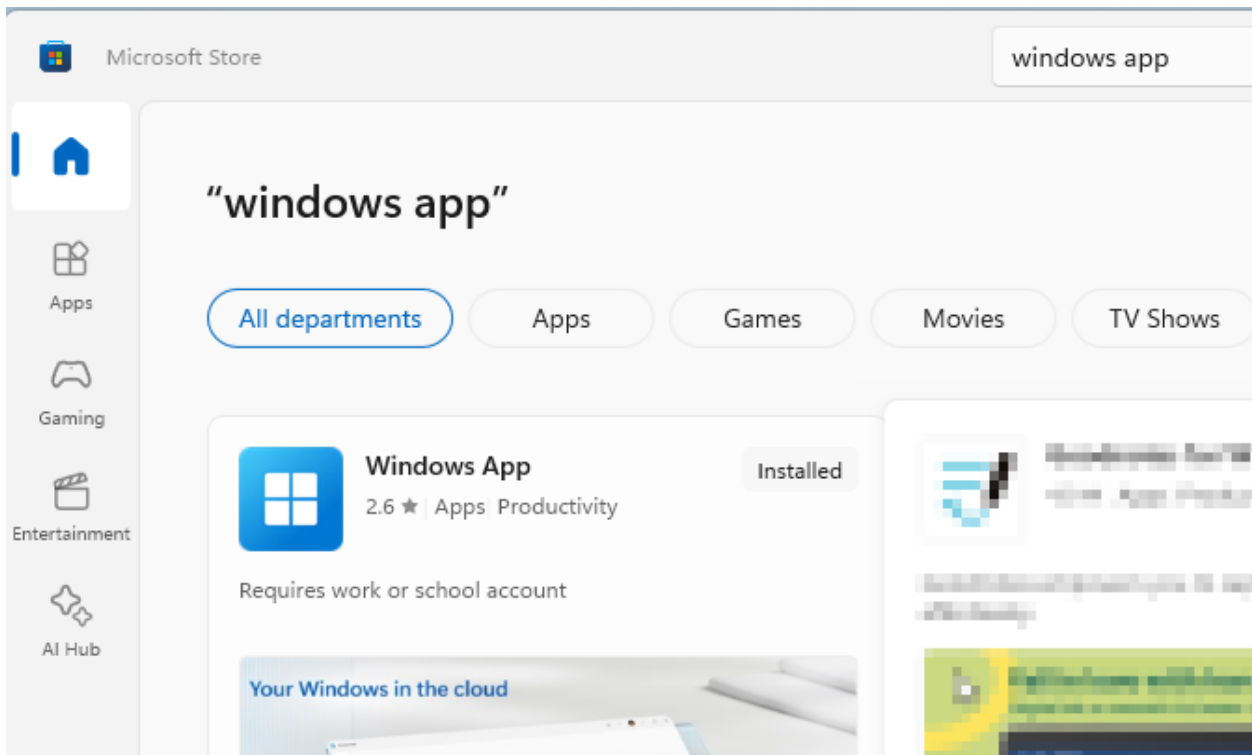 Microsoft Store
windows app
“windows app”
Apps
Gaming
Entertainment
AI Hub
All departments
Apps
Games
Movies
TV Shows
Windows App
Installed
2.6 ★ Apps Productivity
Requires work or school account
Your Windows in the cloud